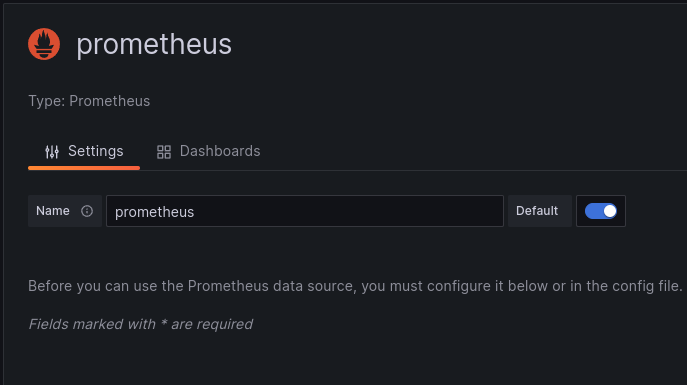 prometheus
Type: Prometheus
Settings Dashboards
Name prometheus Default
Before you can use the Prometheus data source, you must configure it below or in the config file.
Fields marked with * are required